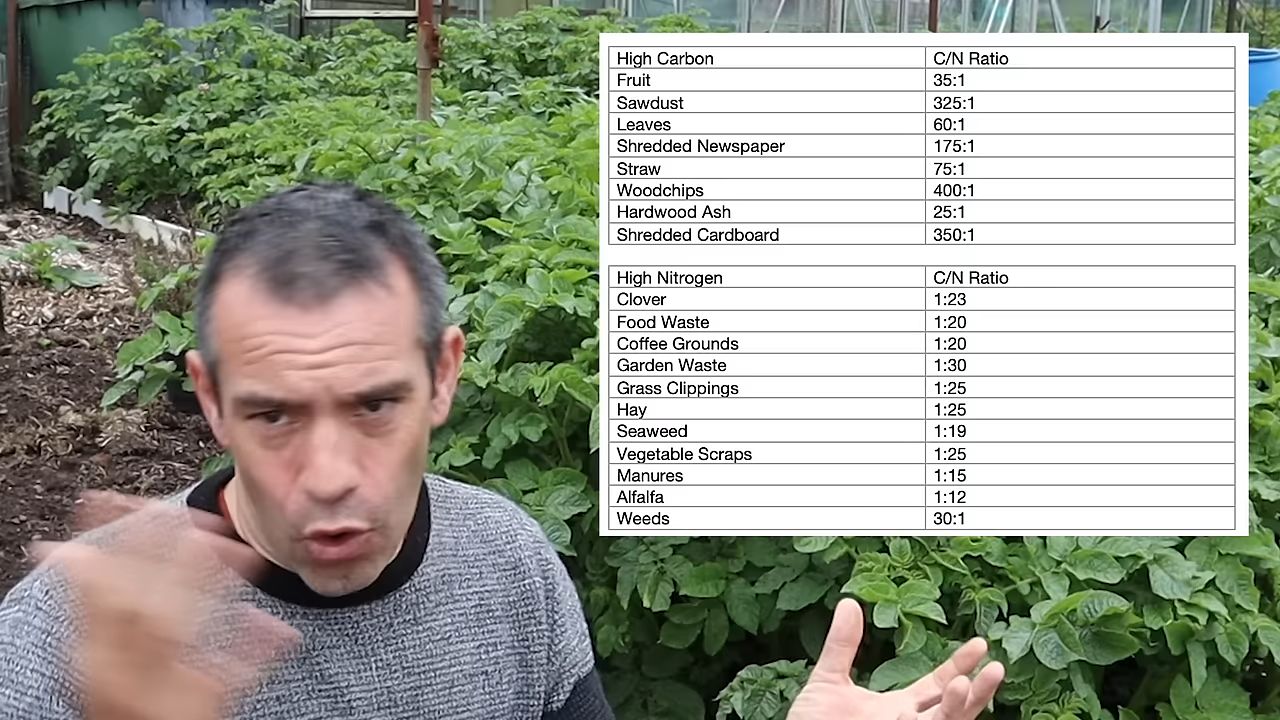 High Carbon C/N Ratio
Fruit 35:1
Sawdust 325:1
Leaves 60:1
Shredded Newspaper 175:1
Straw 75:1
Woodchips 400:1
Hardwood Ash 25:1
Shredded Cardboard 350:1
High Nitrogen C/N Ratio
Clover 1:23
Food Waste 1:20
Coffee Grounds 1:20
Garden Waste 1:30
Grass Clippings 1:25
Hay 1:25
Seaweed 1:19
Vegetable Scraps 1:25
Manures 1:15
Alfalfa 1:12
Weeds 30:1